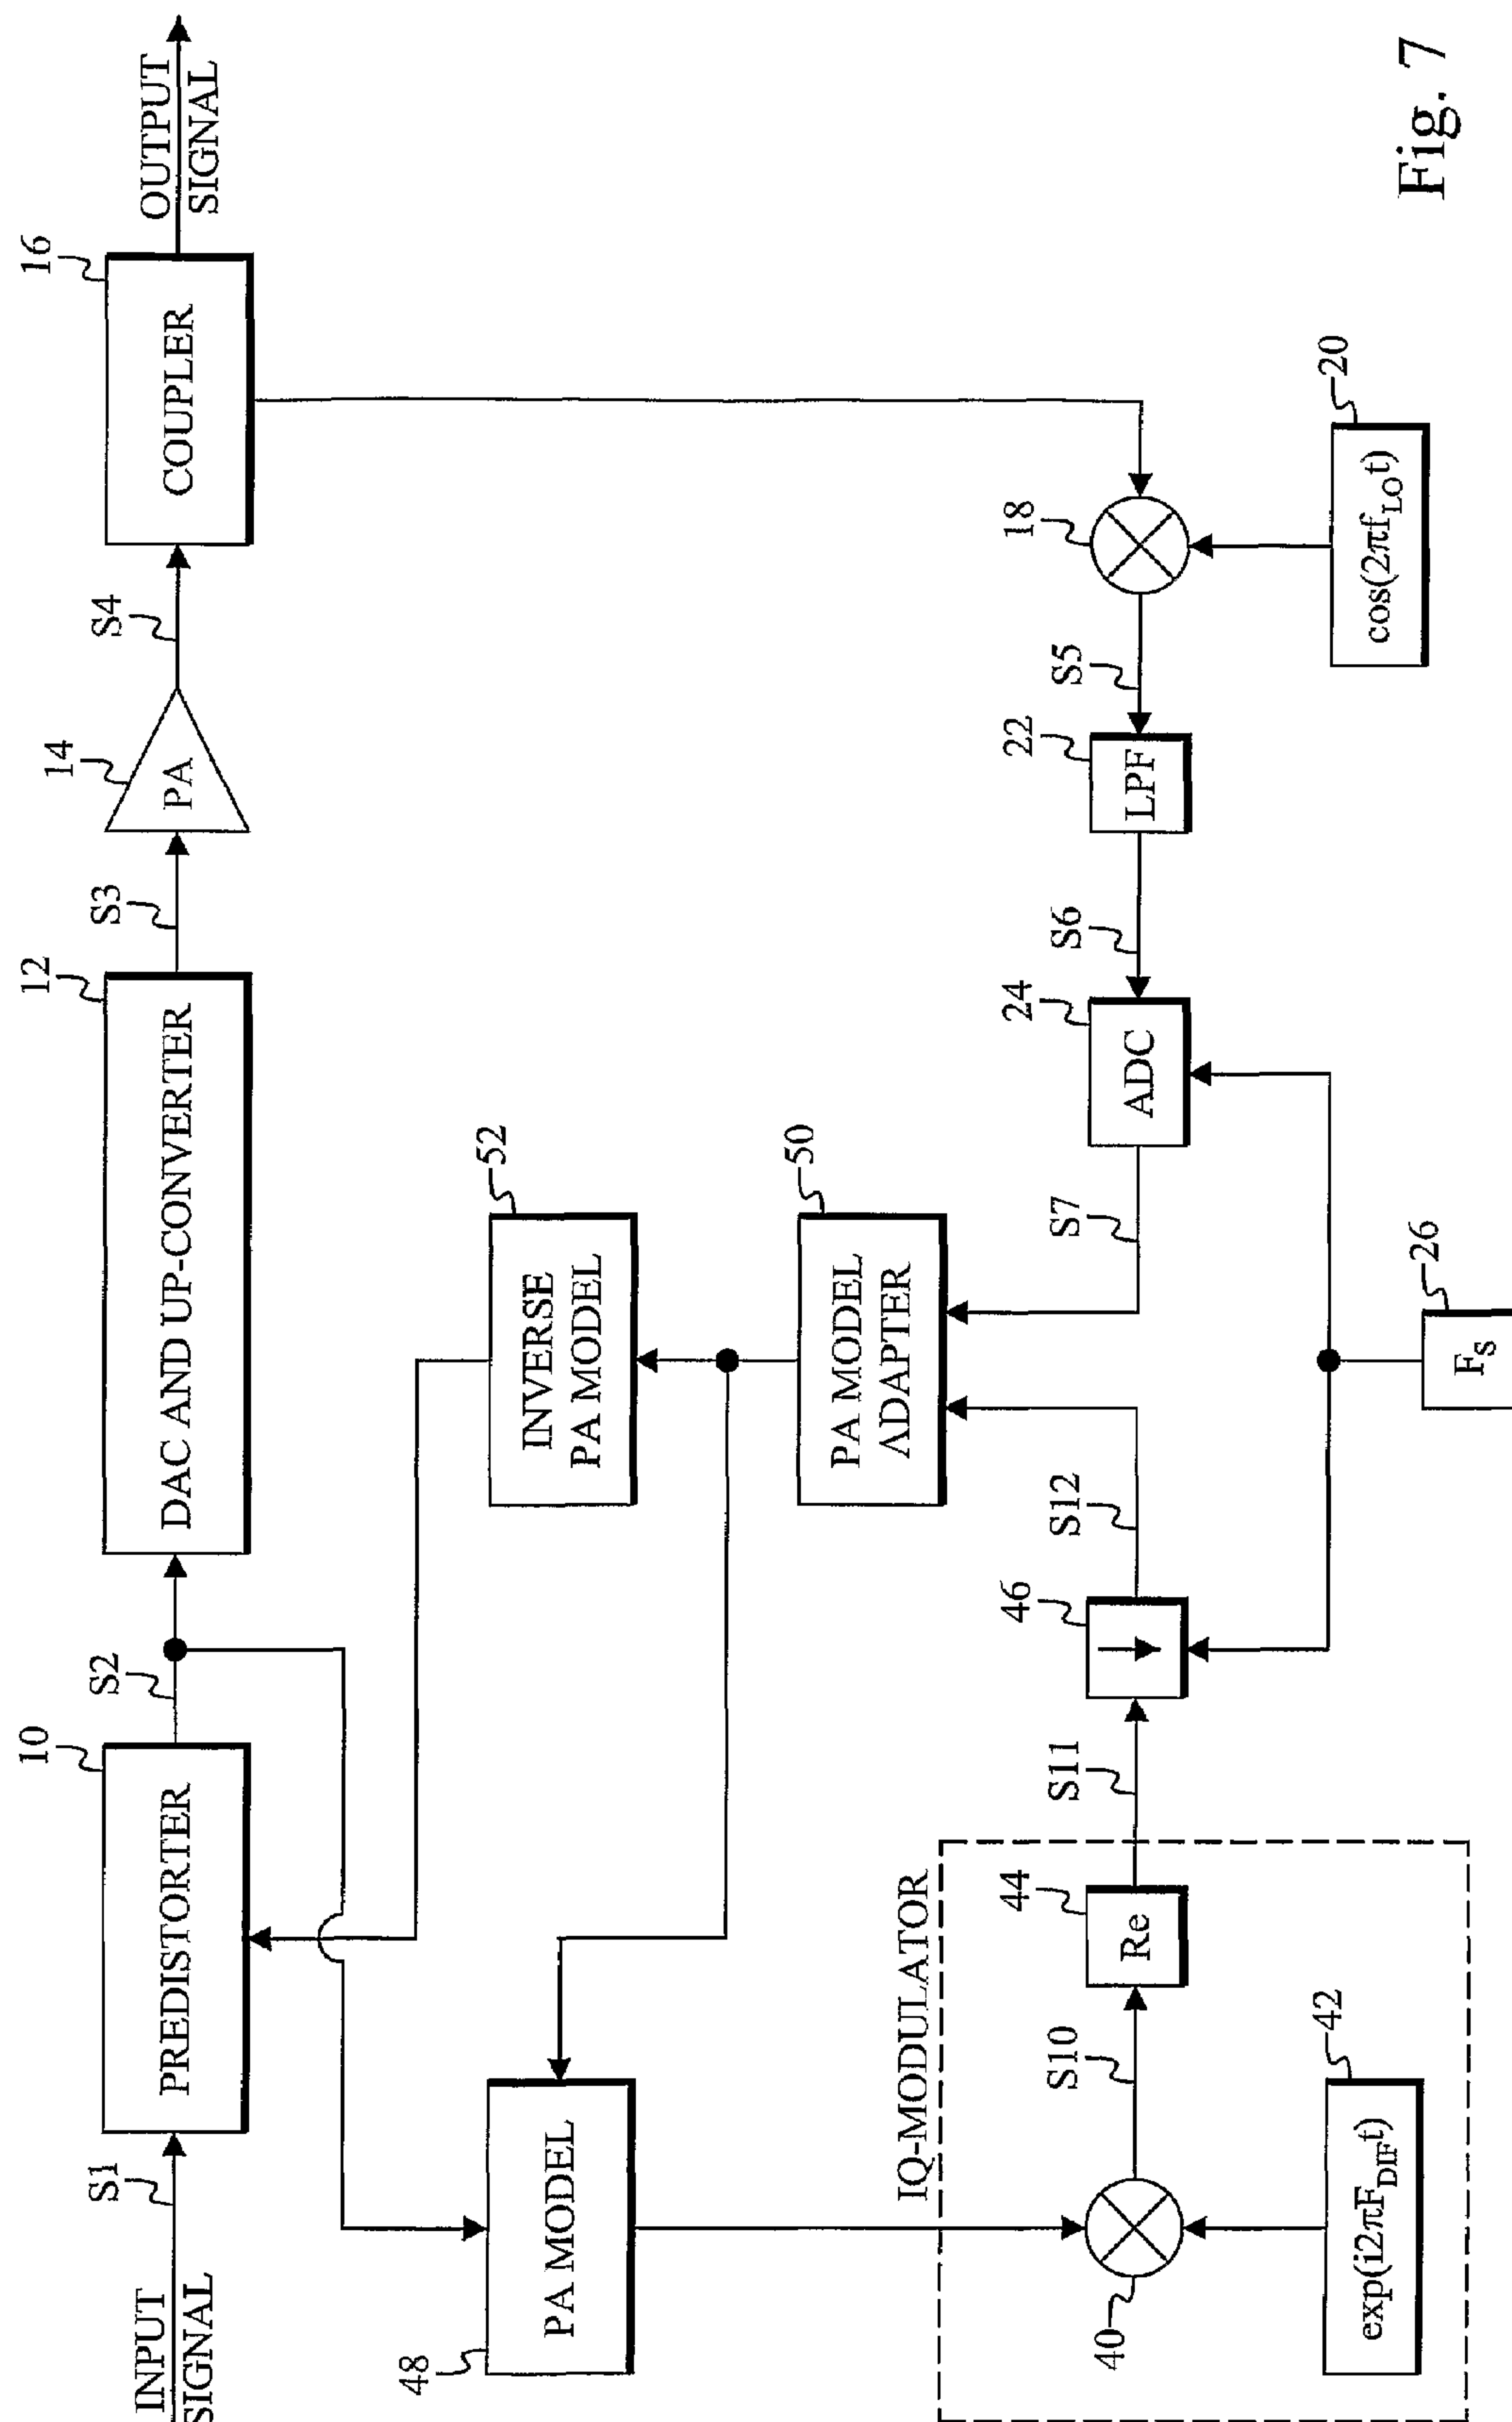 INPUT
SIGNAL
S1
10
PREDISTORTER
S2
12
DAC AND UP-CONVERTER
S3
14
PA
S4
16
COUPLER
OUTPUT
SIGNAL
48
PA MODEL
52
INVERSE
PA MODEL
50
PA MODEL
ADAPTER
IQ-MODULATOR
40
S10
44
Re
S11
46
S12
S7
24
ADC
S6
22
LPF
S5
18
42
exp(i2πF_DIF t)
26
F_S
20
cos(2πf_LO t)
Fig. 7